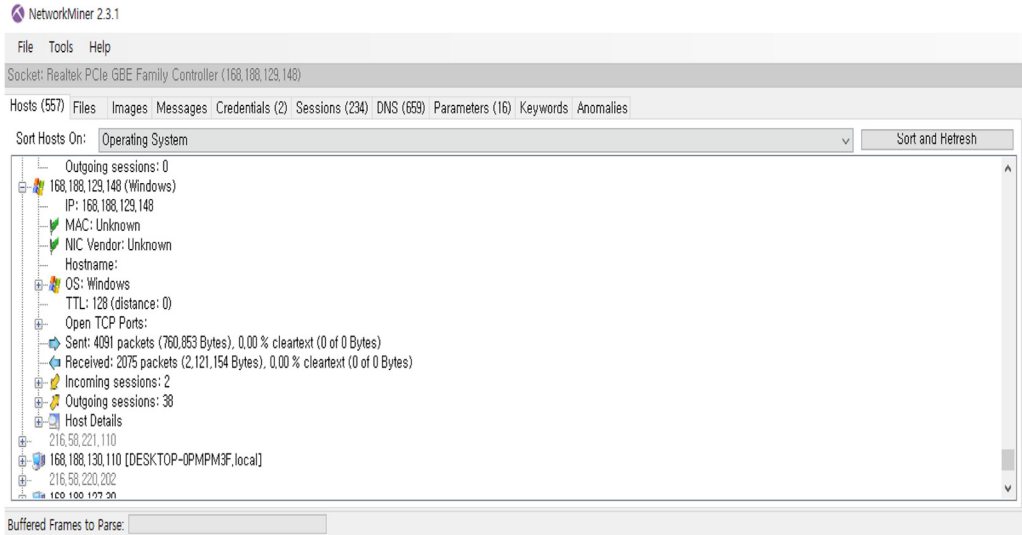 NetworkMiner 2.3.1
File Tools Help
Socket: Realtek PCIe GBE Family Controller (168,188,129,148)
Hosts (557) Files Images Messages Credentials (2) Sessions (234) DNS (659) Parameters (16) Keywords Anomalies
Sort Hosts On: Operating System Sort and Refresh
Outgoing sessions: 0
168,188,129,148 (Windows)
IP: 168,188,129,148
MAC: Unknown
NIC Vendor: Unknown
Hostname:
OS: Windows
TTL: 128 (distance: 0)
Open TCP Ports:
Sent: 4091 packets (760,853 Bytes), 0,00 % cleartext (0 of 0 Bytes)
Received: 2075 packets (2,121,154 Bytes), 0,00 % cleartext (0 of 0 Bytes)
Incoming sessions: 2
Outgoing sessions: 38
Host Details
216,58,221,110
168,188,130,110 [DESKTOP-0PMPM3F,local]
216,58,220,202
Buffered Frames to Parse: